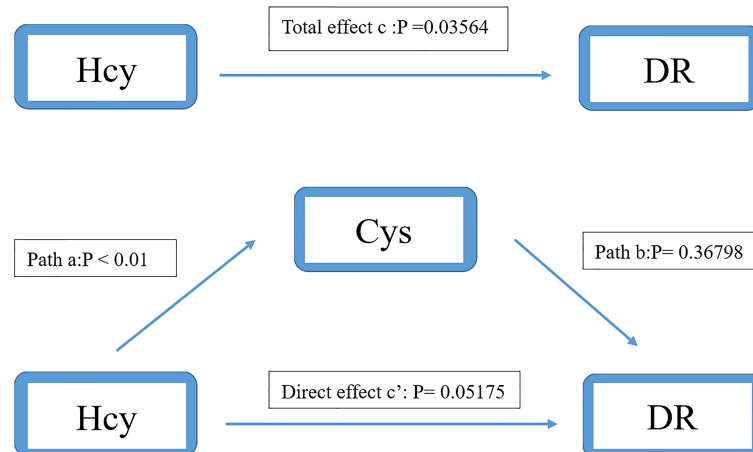 Total effect c :P =0.03564
Hcy
DR
Cys
Path a:P < 0.01
Path b:P= 0.36798
Direct effect c’: P= 0.05175
Hcy
DR